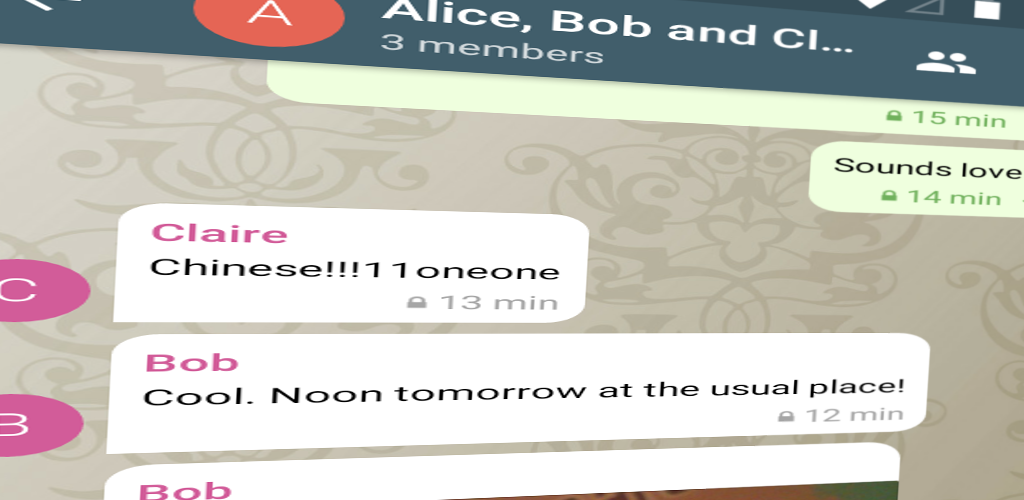 A
Alice, Bob and Cl...
3 members
15 min
Sounds love
14 min
Claire
Chinese!!!11oneone
13 min
C
Bob
Cool. Noon tomorrow at the usual place!
12 min
B
Bob